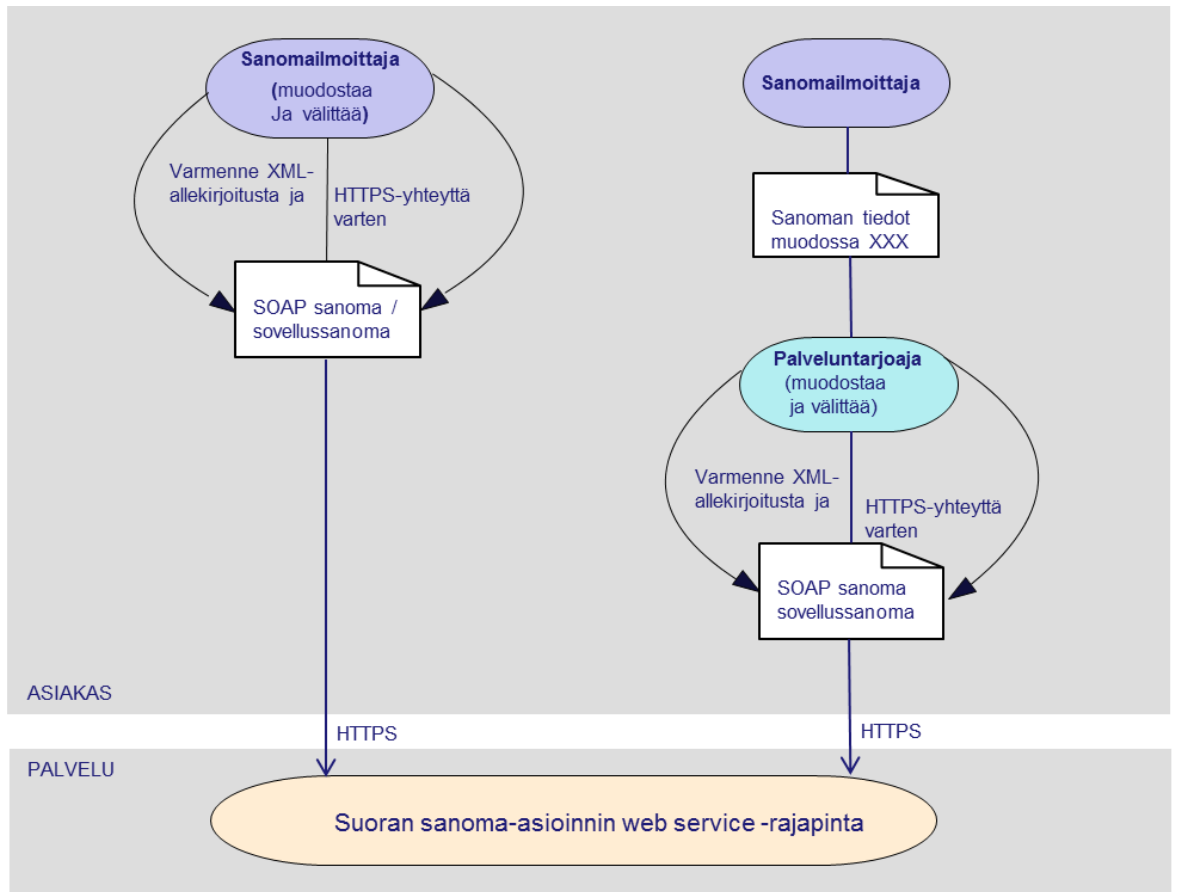 Sanomailmoittaja
(muodostaa
Ja välittää)
Varmenne XML-
allekirjoitusta ja
HTTPS-yhteyttä
varten
SOAP sanoma /
sovellussanoma
Sanomailmoittaja
Sanoman tiedot
muodossa XXX
Palveluntarjoaja
(muodostaa
ja välittää)
Varmenne XML-
allekirjoitusta ja
HTTPS-yhteyttä
varten
SOAP sanoma
sovellussanoma
ASIAKAS
HTTPS
HTTPS
PALVELU
Suoran sanoma-asioinnin web service -rajapinta